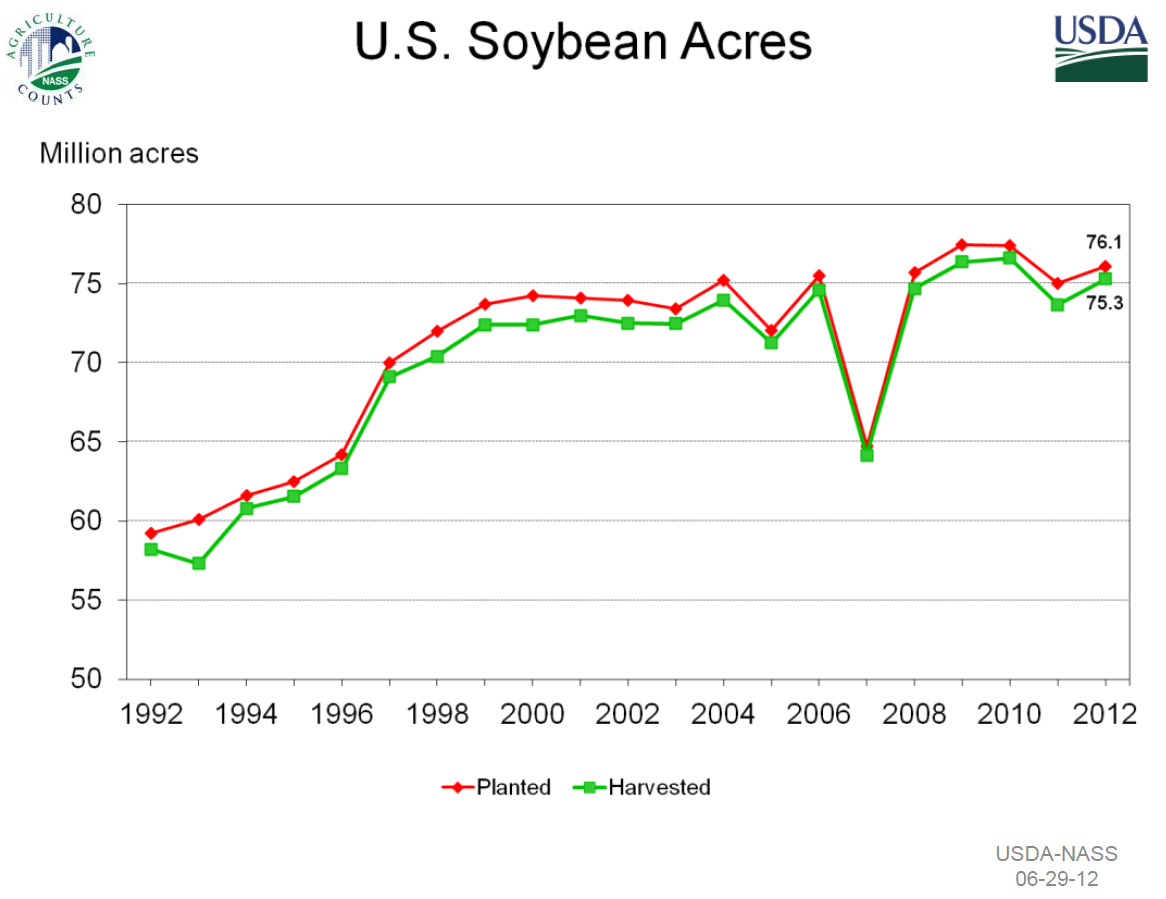 AGRICULTURE
NASS
COUNTS
U.S. Soybean Acres
USDA
Million acres
80
75
70
65
60
55
50
76.1
75.3
1992 1994 1996 1998 2000 2002 2004 2006 2008 2010 2012
Planted Harvested
USDA-NASS
06-29-12